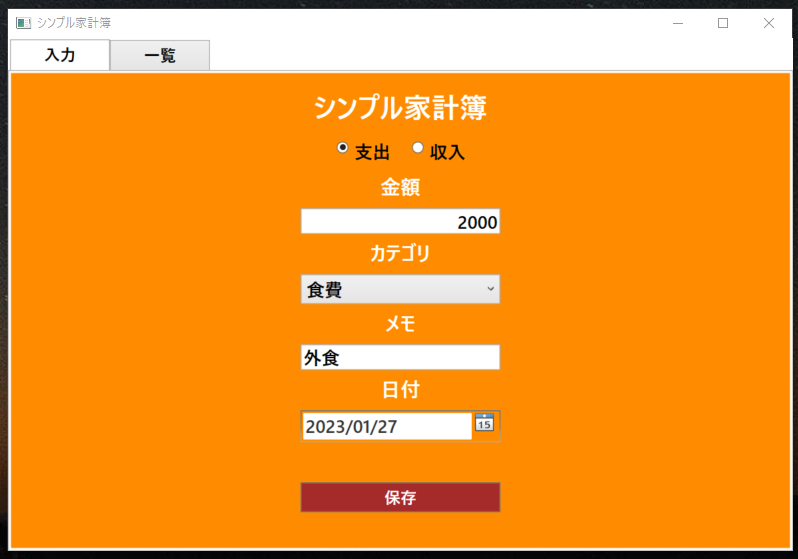 シンプル家計簿
入力 一覧
シンプル家計簿
支出 収入
金額
2000
カテゴリ
食費
メモ
外食
日付
2023/01/27 15
保存